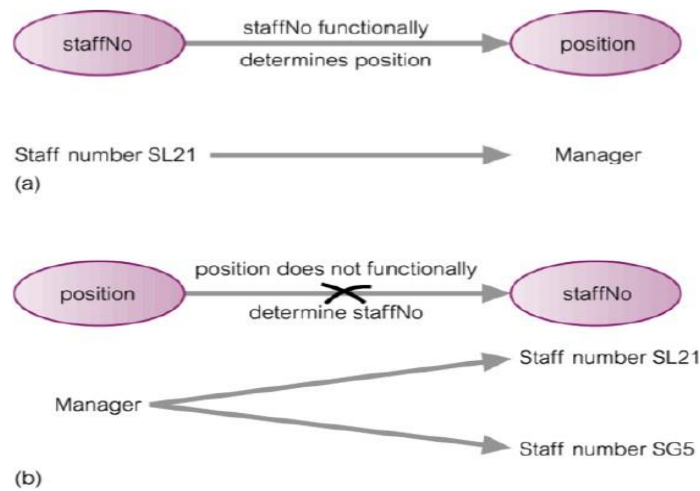 staffNo
staffNo functionally
determines position
position
Staff number SL21
Manager
(a)
position
position does not functionally
determine staffNo
staffNo
Staff number SL21
Manager
Staff number SG5
(b)